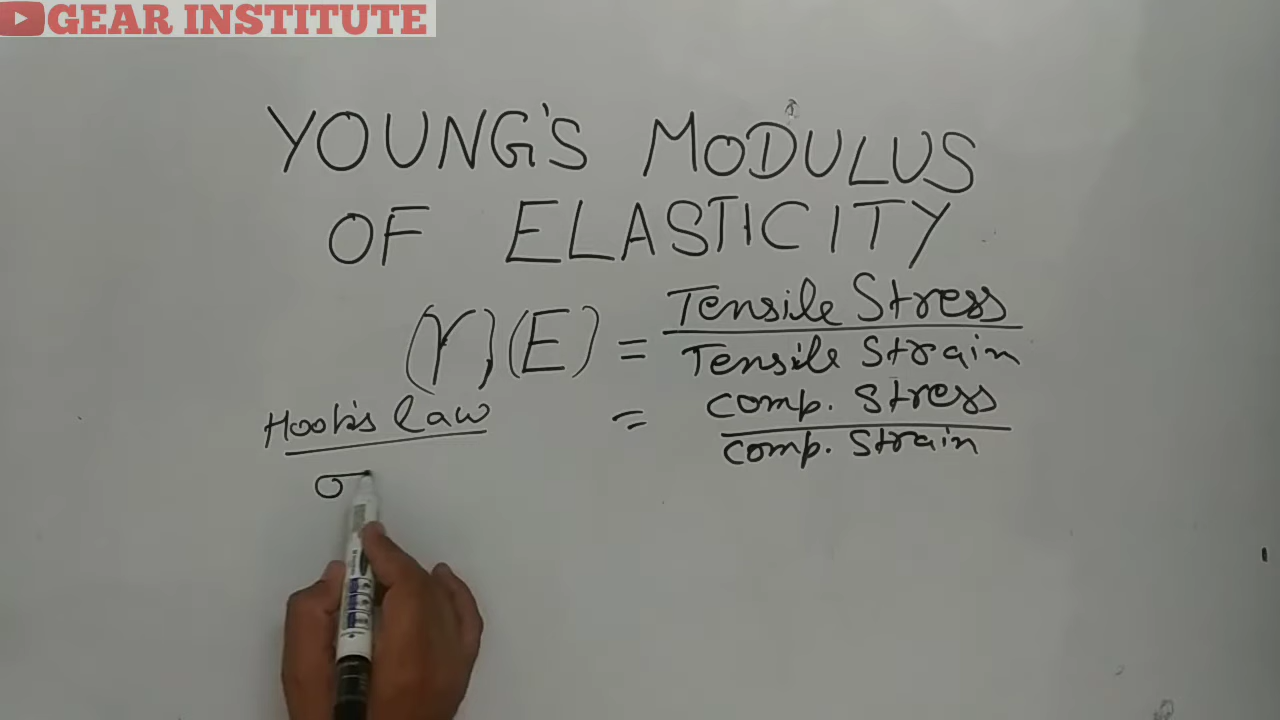 GEAR INSTITUTE
YOUNG'S MODULUS
OF ELASTICITY
(Y) (E) = Tensile Stress
Tensile Strain
= Comp. Stress
Comp. Strain
Hook's law
σ